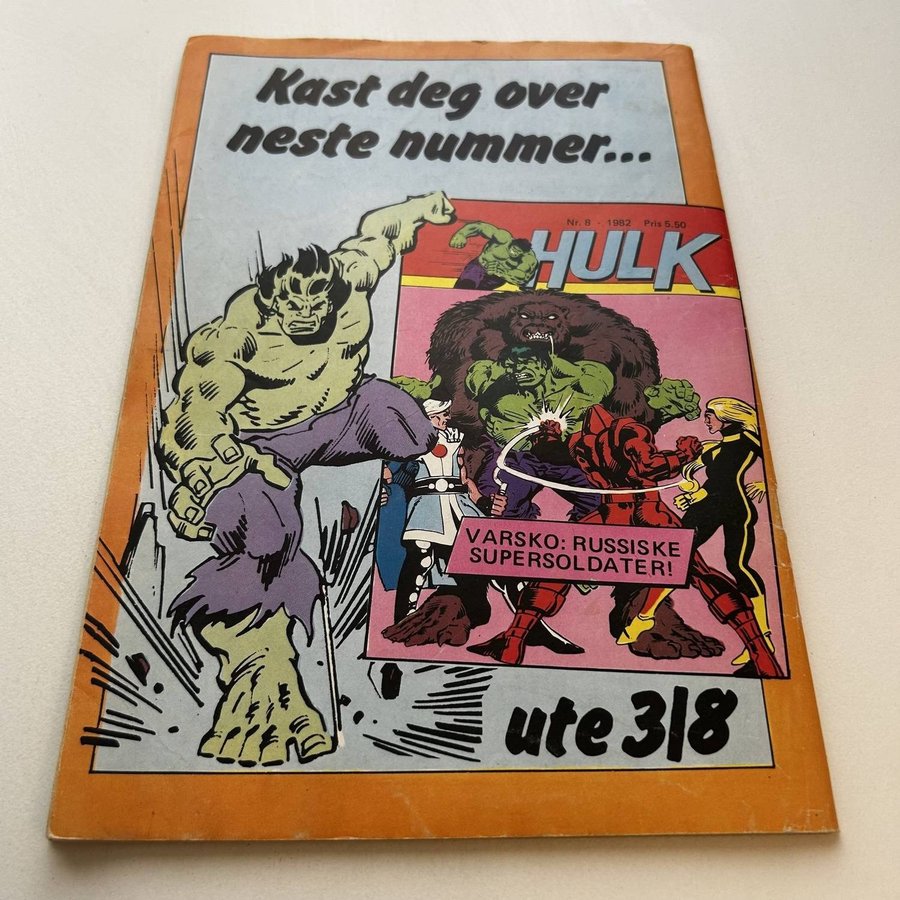 Kast deg over
neste nummer...
Nr. 8 - 1982 Pris 5.50
HULK
VARSKO: RUSSISKE
SUPERSOLDATER!
ute 3/8